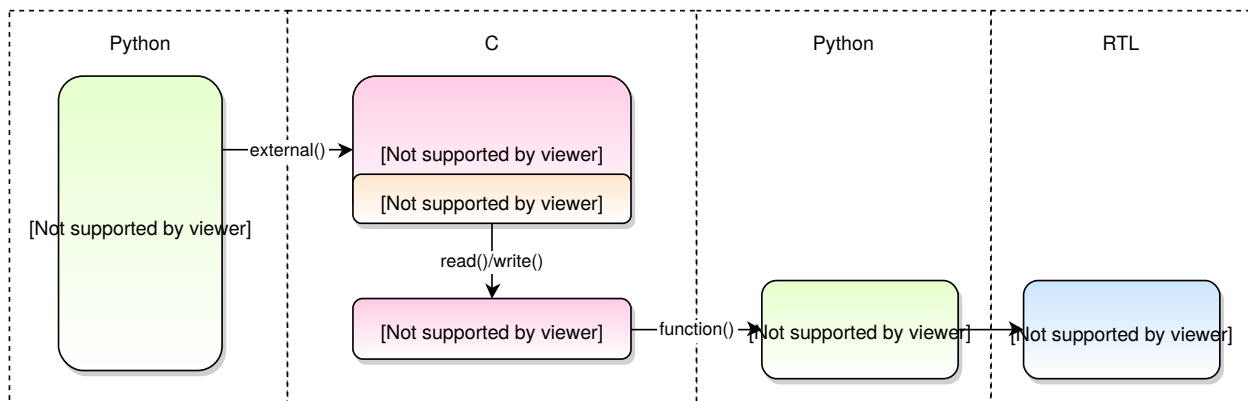 Python
C
Python
RTL
[Not supported by viewer]
external()
[Not supported by viewer]
[Not supported by viewer]
read()/write()
[Not supported by viewer]
function()
[Not supported by viewer]
[Not supported by viewer]